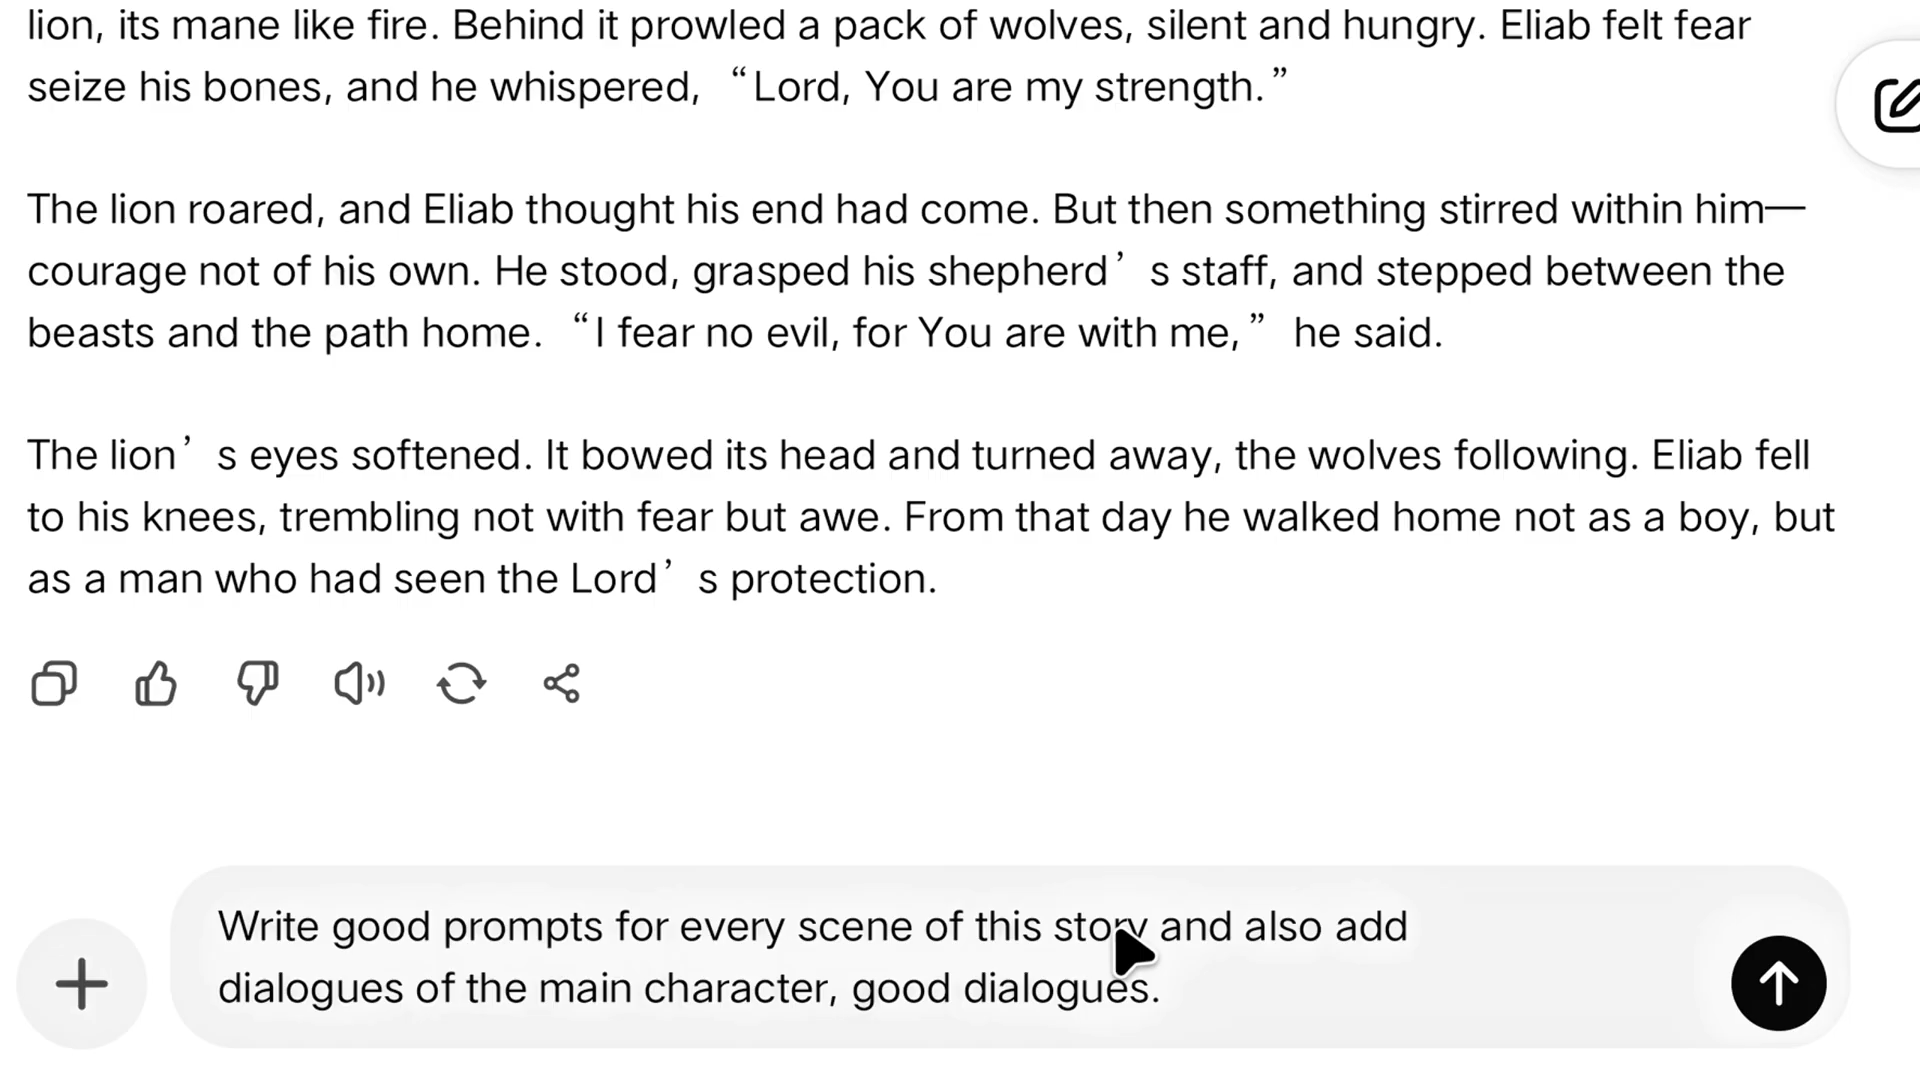 lion, its mane like fire. Behind it prowled a pack of wolves, silent and hungry. Eliab felt fear
seize his bones, and he whispered, “Lord, You are my strength.”
The lion roared, and Eliab thought his end had come. But then something stirred within him—
courage not of his own. He stood, grasped his shepherd’s staff, and stepped between the
beasts and the path home. “I fear no evil, for You are with me,” he said.
The lion’s eyes softened. It bowed its head and turned away, the wolves following. Eliab fell
to his knees, trembling not with fear but awe. From that day he walked home not as a boy, but
as a man who had seen the Lord’s protection.
Write good prompts for every scene of this story and also add
dialogues of the main character, good dialogues.